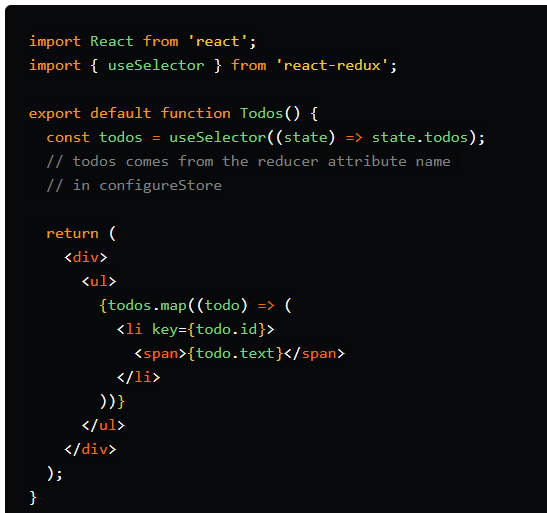 import React from 'react';
import { useSelector } from 'react-redux';

export default function Todos() {
  const todos = useSelector((state) => state.todos);
  // todos comes from the reducer attribute name
  // in configureStore

  return (
    <div>
      <ul>
        {todos.map((todo) => (
          <li key={todo.id}>
            <span>{todo.text}</span>
          </li>
        ))}
      </ul>
    </div>
  );
}